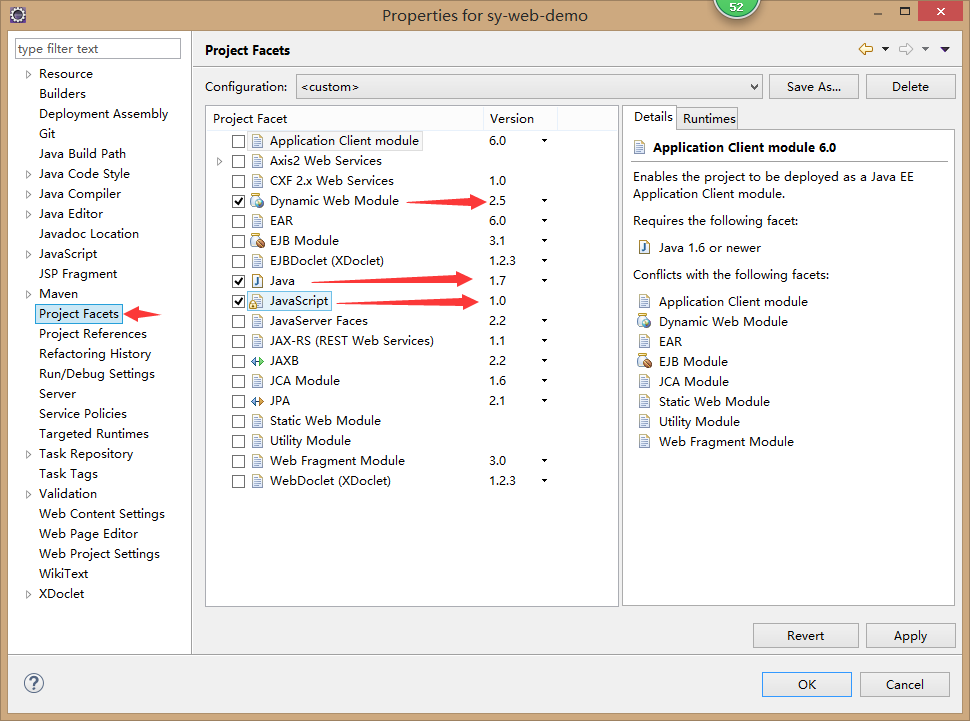 Properties for sy-web-demo
52
type filter text
Resource
Builders
Deployment Assembly
Git
Java Build Path
Java Code Style
Java Compiler
Java Editor
Javadoc Location
JavaScript
JSP Fragment
Maven
Project Facets
Project References
Refactoring History
Run/Debug Settings
Server
Service Policies
Targeted Runtimes
Task Repository
Task Tags
Validation
Web Content Settings
Web Page Editor
Web Project Settings
WikiText
XDoclet
Project Facets
Configuration: <custom> Save As... Delete
Project Facet Version
Application Client module 6.0
Axis2 Web Services
CXF 2.x Web Services 1.0
Dynamic Web Module 2.5
EAR 6.0
EJB Module 3.1
EJBDoclet (XDoclet) 1.2.3
Java 1.7
JavaScript 1.0
JavaServer Faces 2.2
JAX-RS (REST Web Services) 1.1
JAXB 2.2
JCA Module 1.6
JPA 2.1
Static Web Module
Utility Module
Web Fragment Module 3.0
WebDoclet (XDoclet) 1.2.3
Details Runtimes
Application Client module 6.0
Enables the project to be deployed as a Java EE
Application Client module.
Requires the following facet:
Java 1.6 or newer
Conflicts with the following facets:
Application Client module
Dynamic Web Module
EAR
EJB Module
JCA Module
Static Web Module
Utility Module
Web Fragment Module
Revert Apply
? OK Cancel